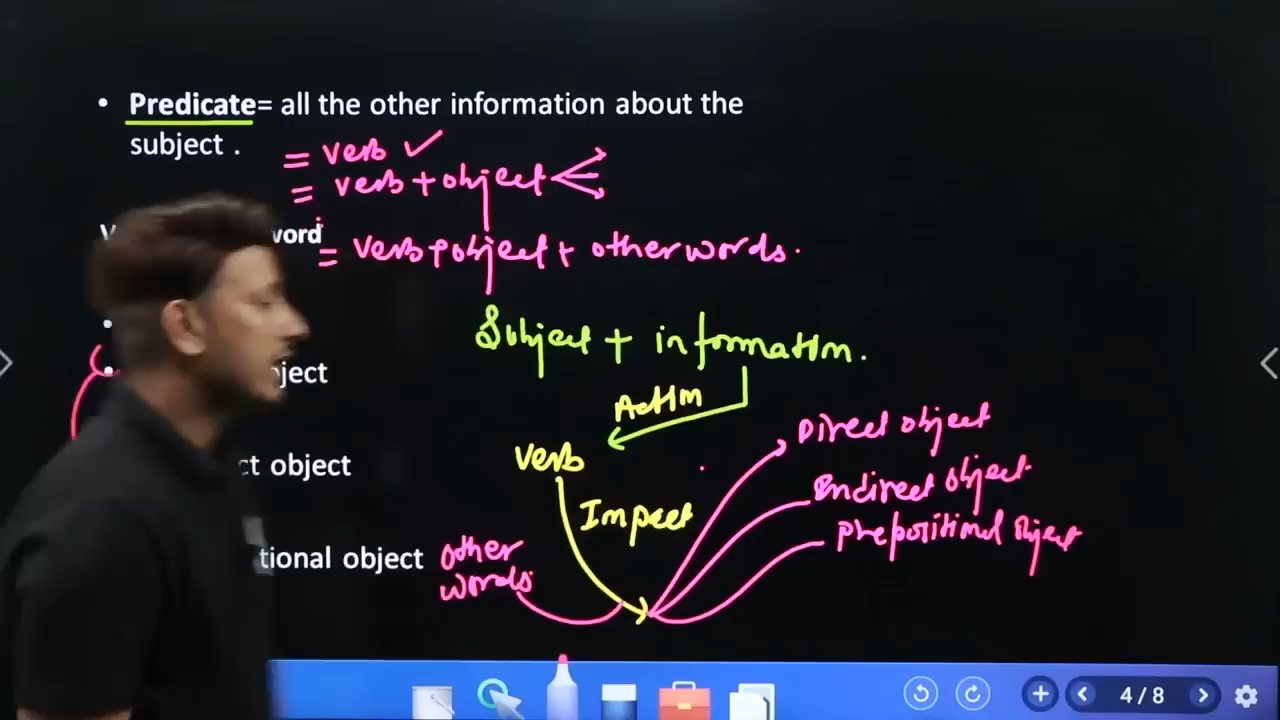 • Predicate= all the other information about the
subject .
= verb ✓
= verb + object
word
= verb + object + other words.
Subject + information.
Action
verb
Impact
Direct object
ject
Indirect object
ct object
Prepositional object
tional object
other
words
4 / 8